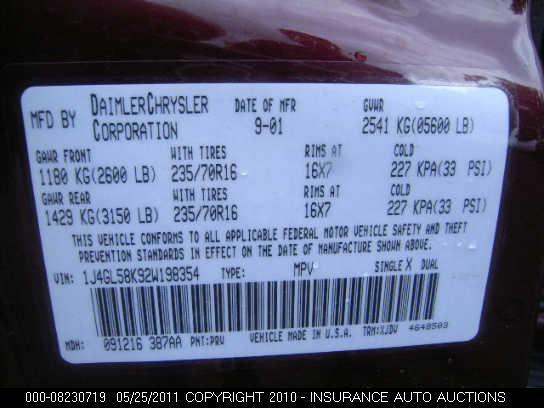 MFD BY DAIMLERCHRYSLER CORPORATION DATE OF MFR 9-01 GVWR 2541 KG(05600 LB)
GAWR FRONT WITH TIRES RIMS AT COLD
1180 KG(2600 LB) 235/70R16 16X7 227 KPA(33 PSI)
GAWR REAR WITH TIRES RIMS AT COLD
1429 KG(3150 LB) 235/70R16 16X7 227 KPA(33 PSI)
THIS VEHICLE CONFORMS TO ALL APPLICABLE FEDERAL MOTOR VEHICLE SAFETY AND THEFT
PREVENTION STANDARDS IN EFFECT ON THE DATE OF MANUFACTURE SHOWN ABOVE.
VIN: 1J4GL58K92W198354 TYPE: MPV SINGLE X DUAL
MDH: 091216 387AA PNT:PRV VEHICLE MADE IN U.S.A. TRM:XJDV 4648503
000-08230719 05/25/2011 COPYRIGHT 2010 - INSURANCE AUTO AUCTIONS